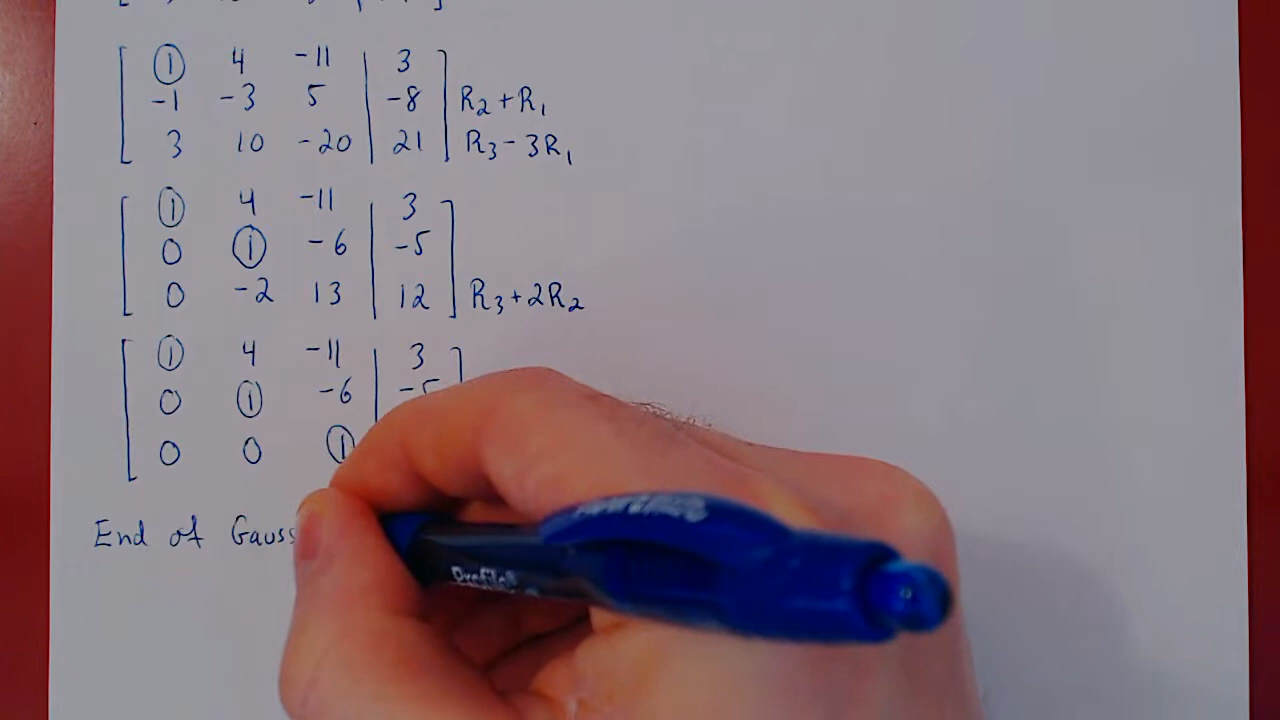 1 4 -11 | 3
-1 -3 5 | -8 R₂ + R₁
3 10 -20 | 21 R₃ - 3R₁
1 4 -11 | 3
0 1 -6 | -5
0 -2 13 | 12 R₃ + 2R₂
1 4 -11 | 3
0 1 -6 | -5
0 0 1
End of Gauss